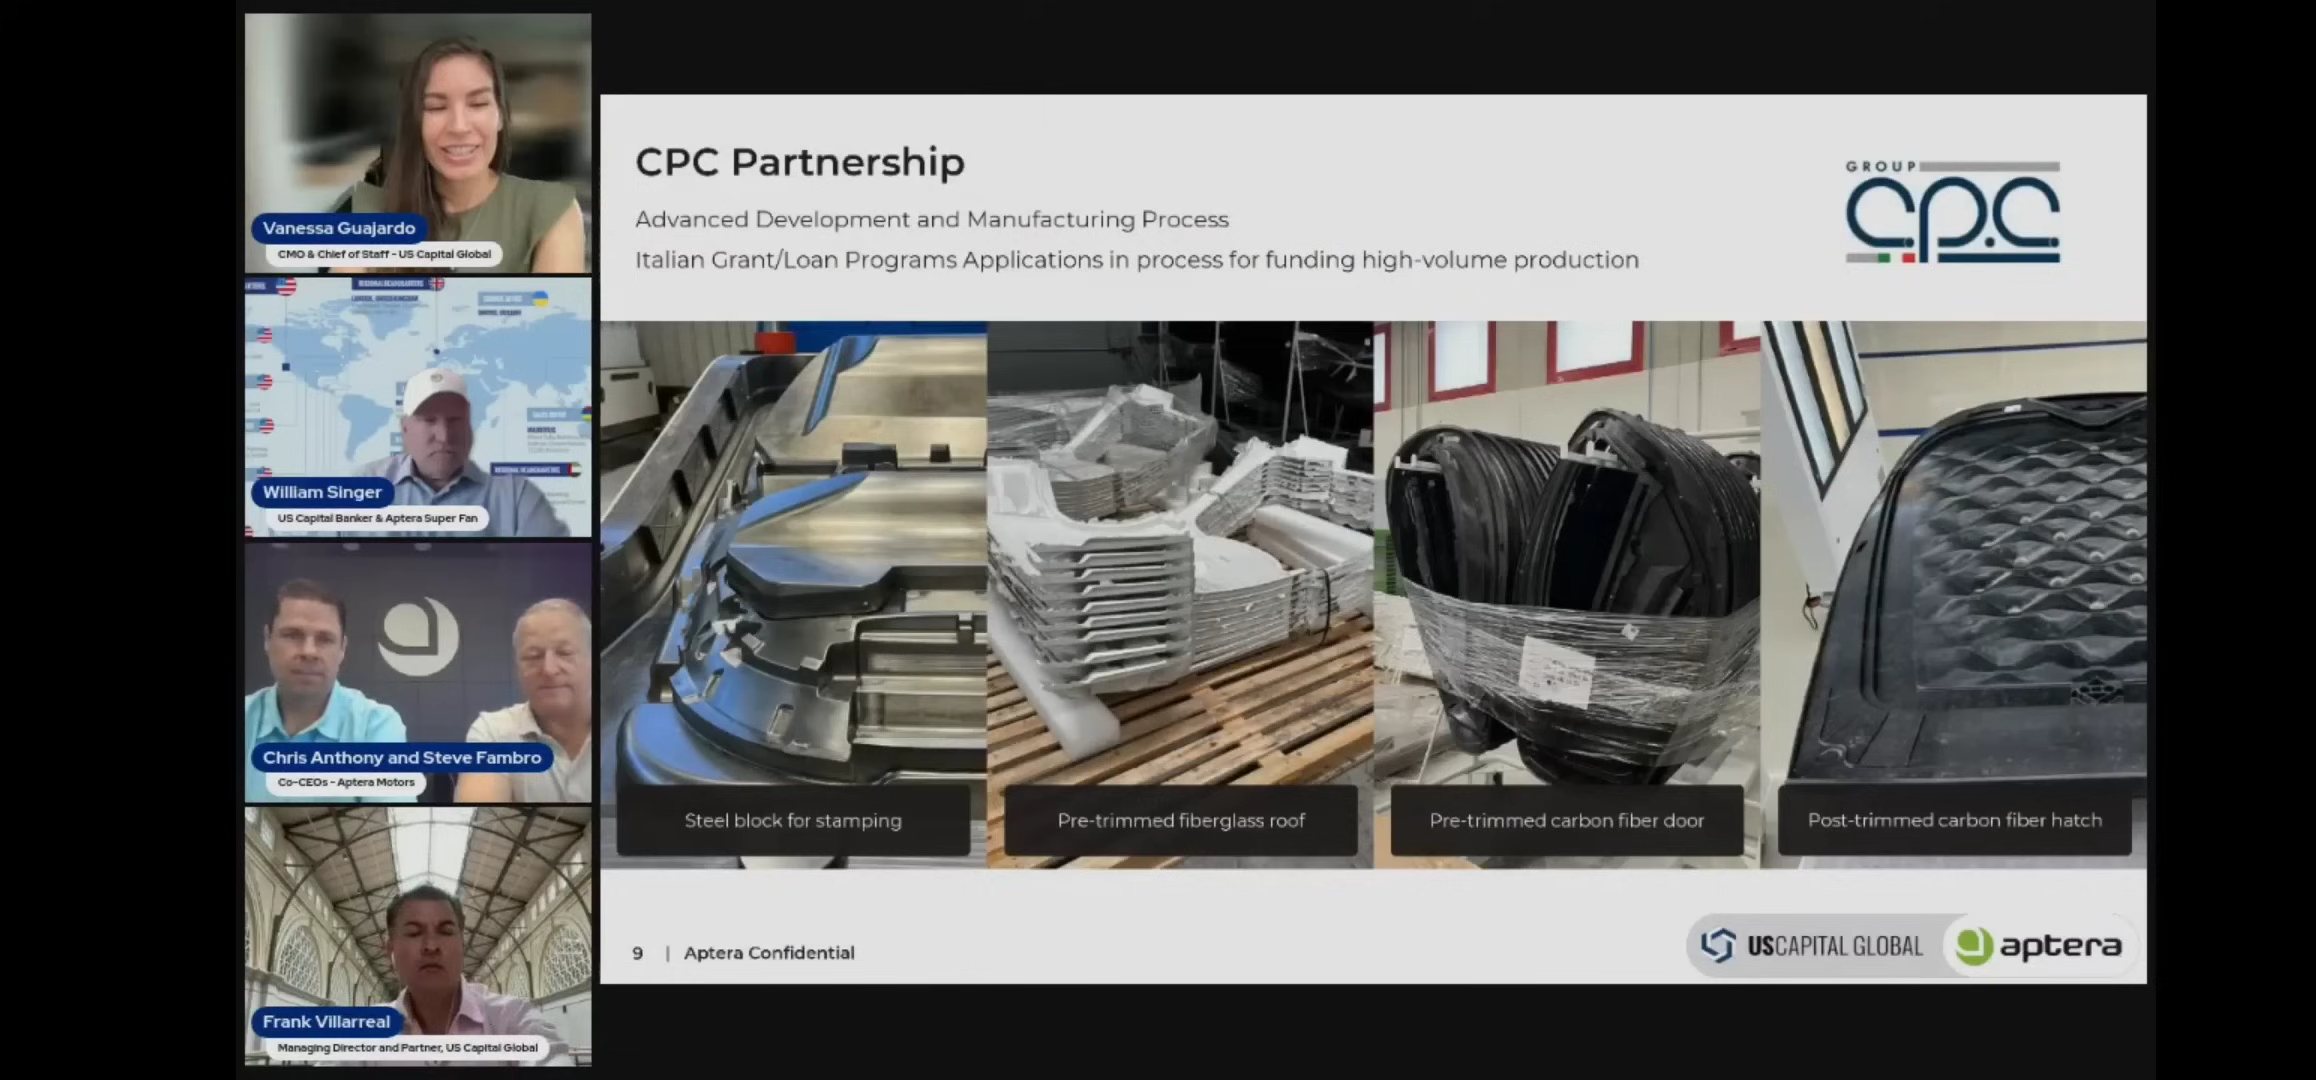 Vanessa Guajardo
CMO & Chief of Staff - US Capital Global
REGIONAL HEADQUARTERS
William Singer
US Capital Banker & Aptera Super Fan
Chris Anthony and Steve Fambro
Co-CEOs - Aptera Motors
Frank Villarreal
Managing Director and Partner, US Capital Global
CPC Partnership
Advanced Development and Manufacturing Process
Italian Grant/Loan Programs Applications in process for funding high-volume production
GROUP
c.p.c.
Steel block for stamping
Pre-trimmed fiberglass roof
Pre-trimmed carbon fiber door
Post-trimmed carbon fiber hatch
9 | Aptera Confidential
USCAPITAL GLOBAL
aptera